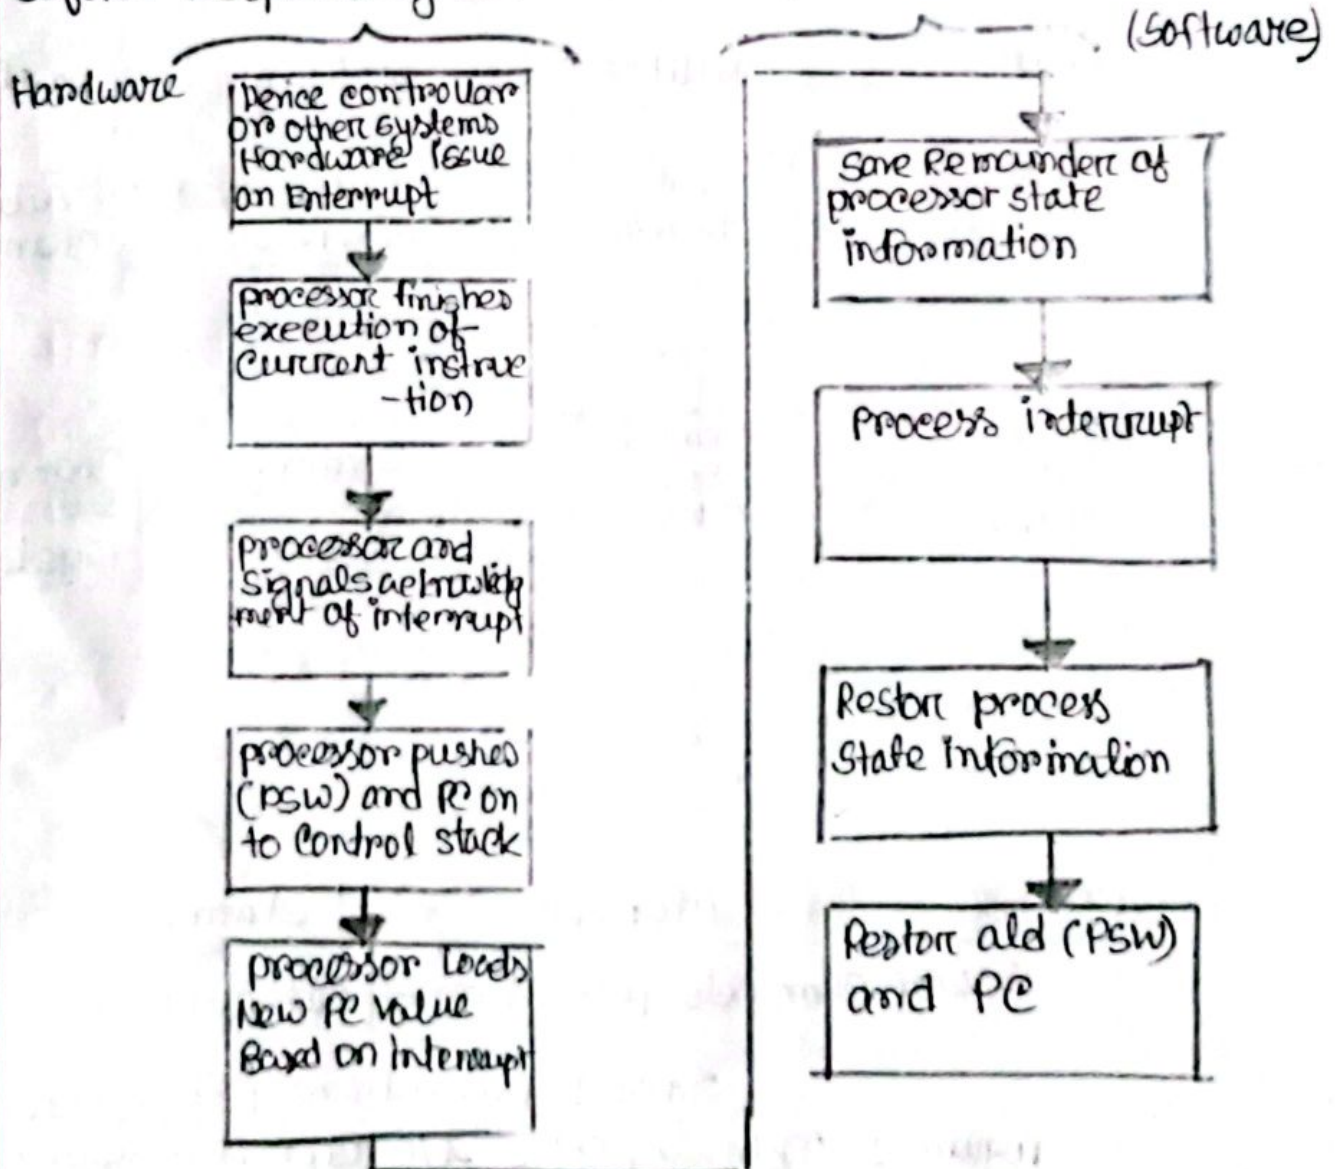 Hardware
Device controllar
or other systems
Hardware issue
an Enterrupt
processor finishes
execution of
Current instruc
-tion
processor and
signals
ment of interrupt
processor pushes
(PSW) and PC on
to control stack
processor Loads
New PC value
Based on Interrupt
(Software)
Save Remainder of
processor state
information
Process interrupt
Restor process
State information
Restor old (PSW)
and PC